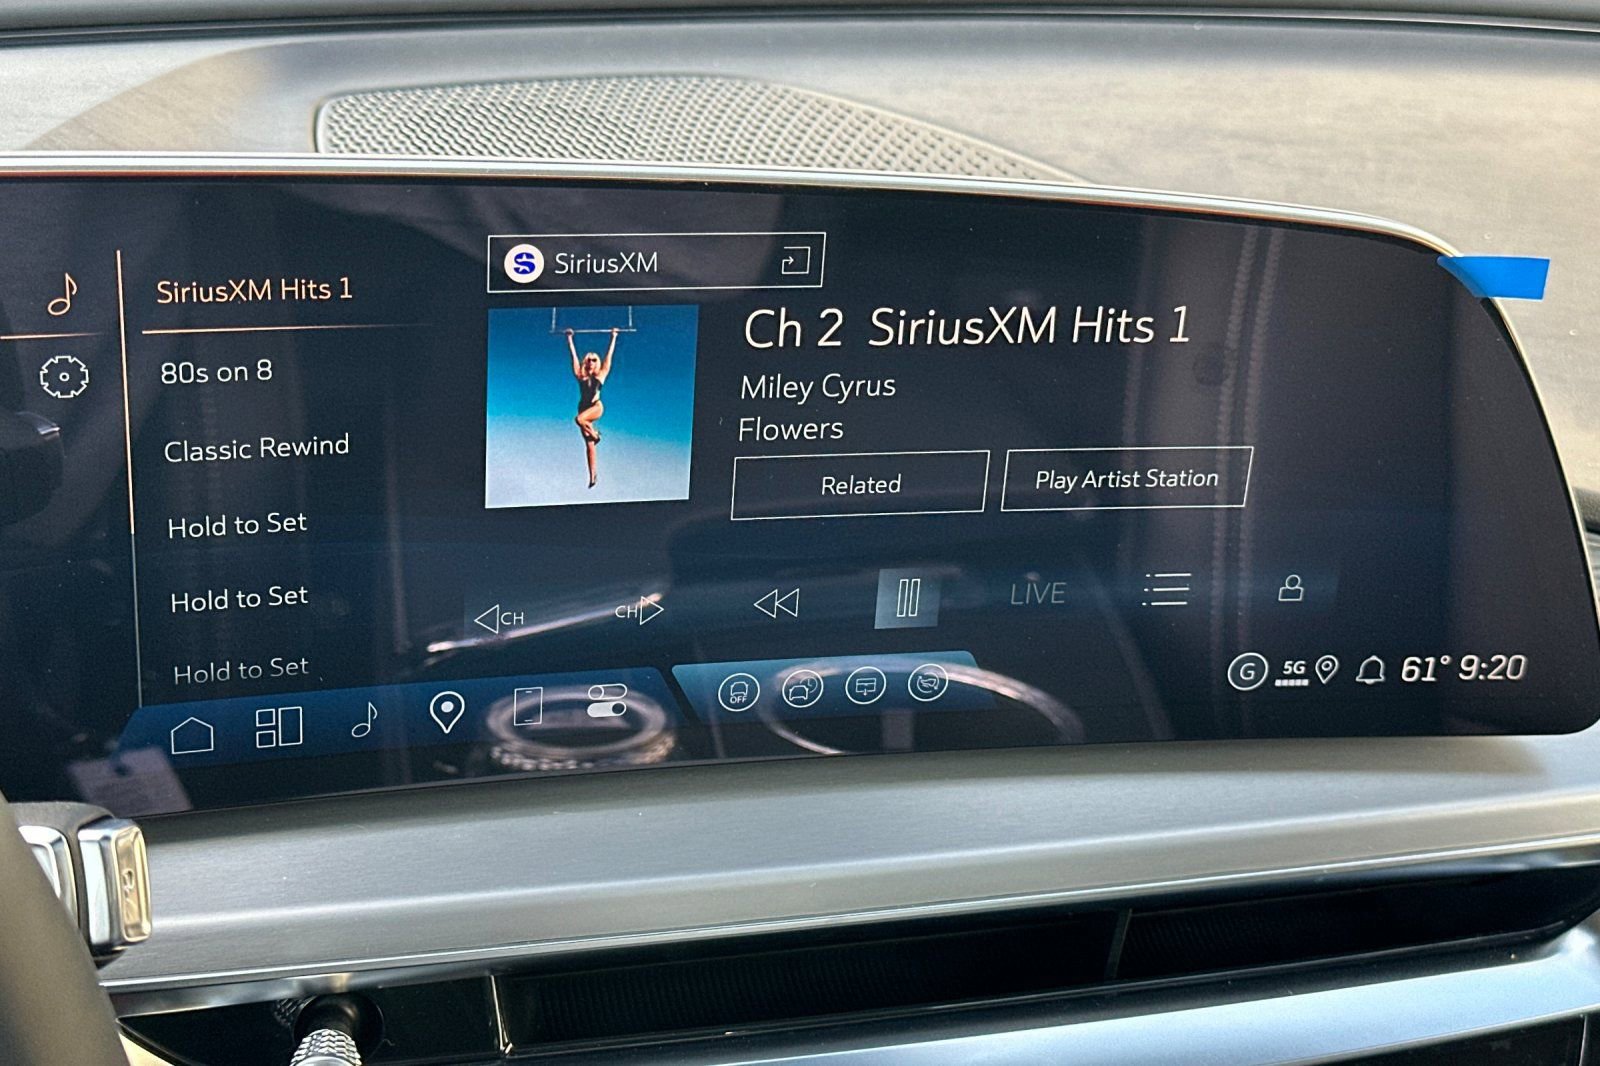 SiriusXM Hits 1
80s on 8
Classic Rewind
Hold to Set
Hold to Set
Hold to Set
SiriusXM
Ch 2 SiriusXM Hits 1
Miley Cyrus
Flowers
Related
Play Artist Station
CH
CH
LIVE
OFF
G 5G 61° 9:20